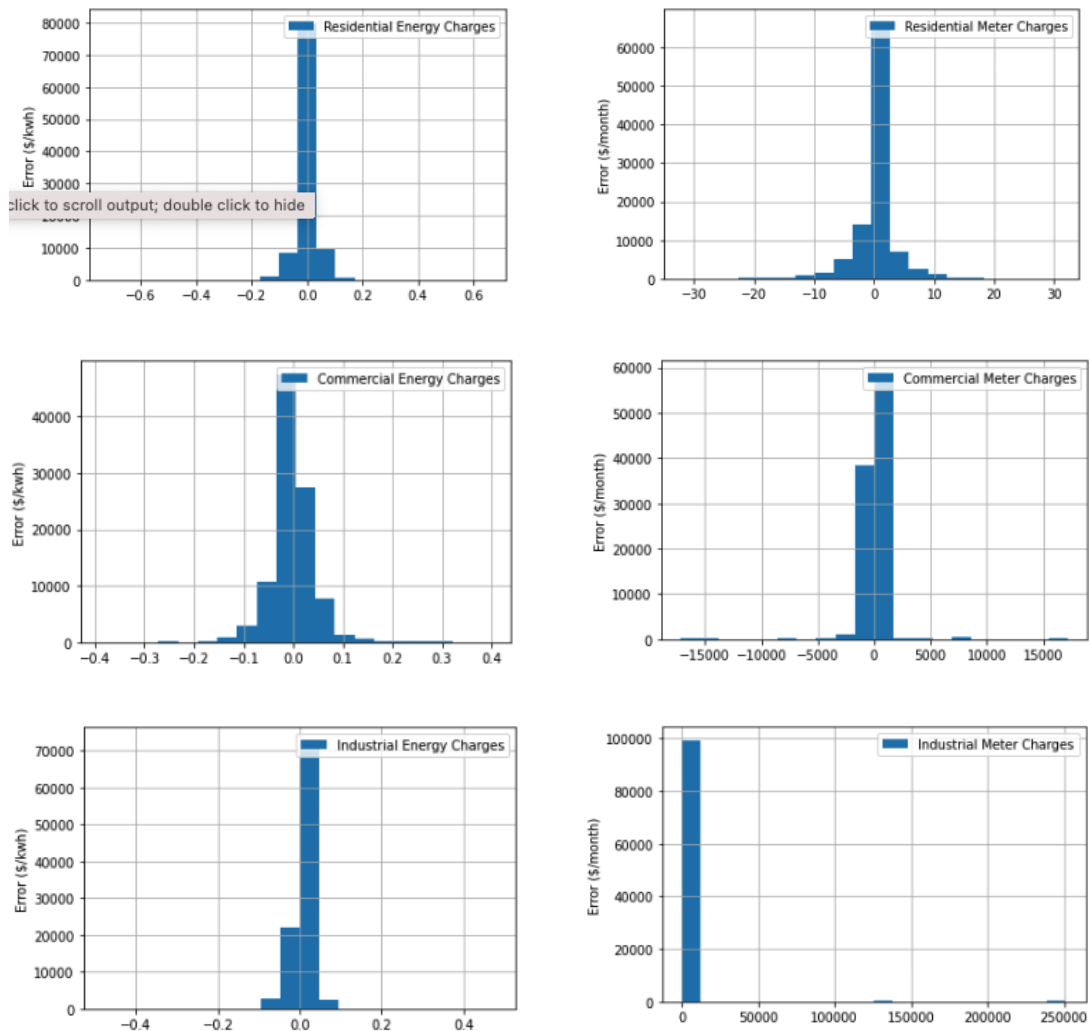 Residential Energy Charges
80000
70000
60000
50000
40000
30000
10000
0
Error ($/kwh)
click to scroll output; double click to hide
−0.6 −0.4 −0.2 0.0 0.2 0.4 0.6
Residential Meter Charges
60000
50000
40000
30000
20000
10000
0
Error ($/month)
−30 −20 −10 0 10 20 30
Commercial Energy Charges
40000
30000
20000
10000
0
Error ($/kwh)
−0.4 −0.3 −0.2 −0.1 0.0 0.1 0.2 0.3 0.4
Commercial Meter Charges
60000
50000
40000
30000
20000
10000
0
Error ($/month)
−15000 −10000 −5000 0 5000 10000 15000
Industrial Energy Charges
70000
60000
50000
40000
30000
20000
10000
0
Error ($/kwh)
−0.4 −0.2 0.0 0.2 0.4
Industrial Meter Charges
100000
80000
60000
40000
20000
0
Error ($/month)
0 50000 100000 150000 200000 250000